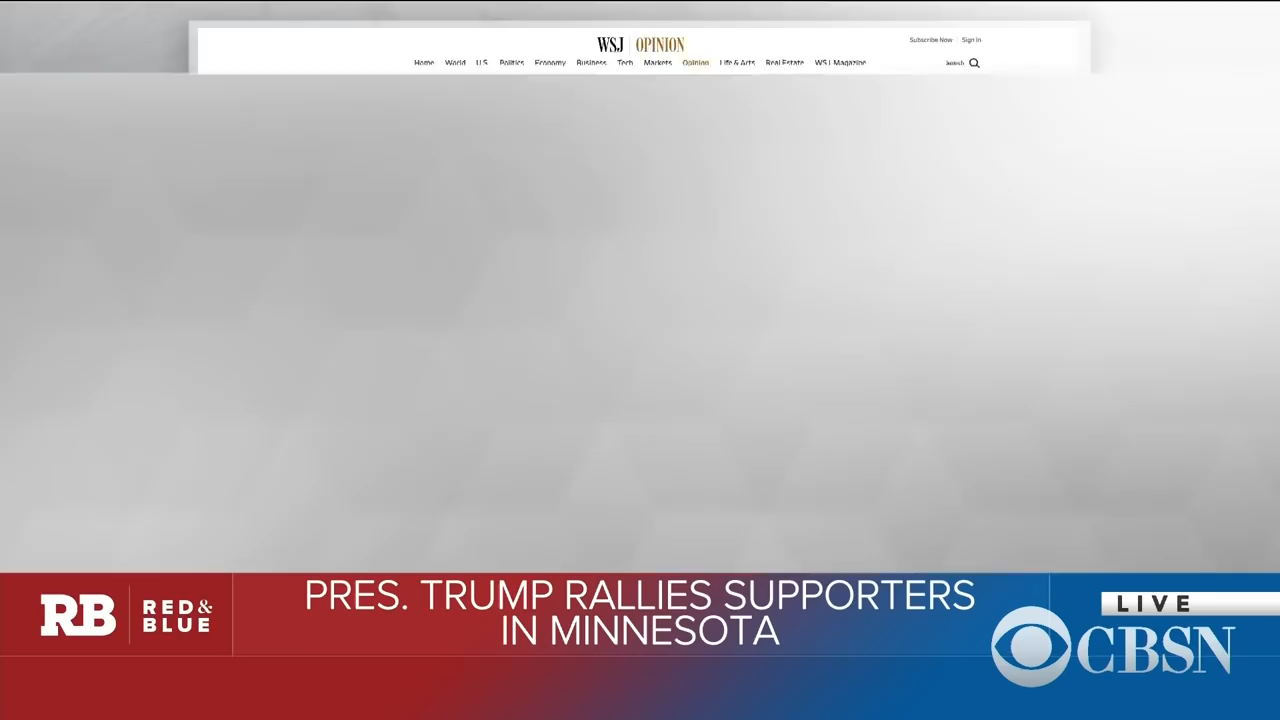 WSJ OPINION
Subscribe Now Sign In
Home World U.S. Politics Economy Business Tech Markets Opinion Life & Arts Real Estate WSJ. Magazine Search
PRES. TRUMP RALLIES SUPPORTERS
IN MINNESOTA
RB RED &
BLUE
LIVE
CBSN